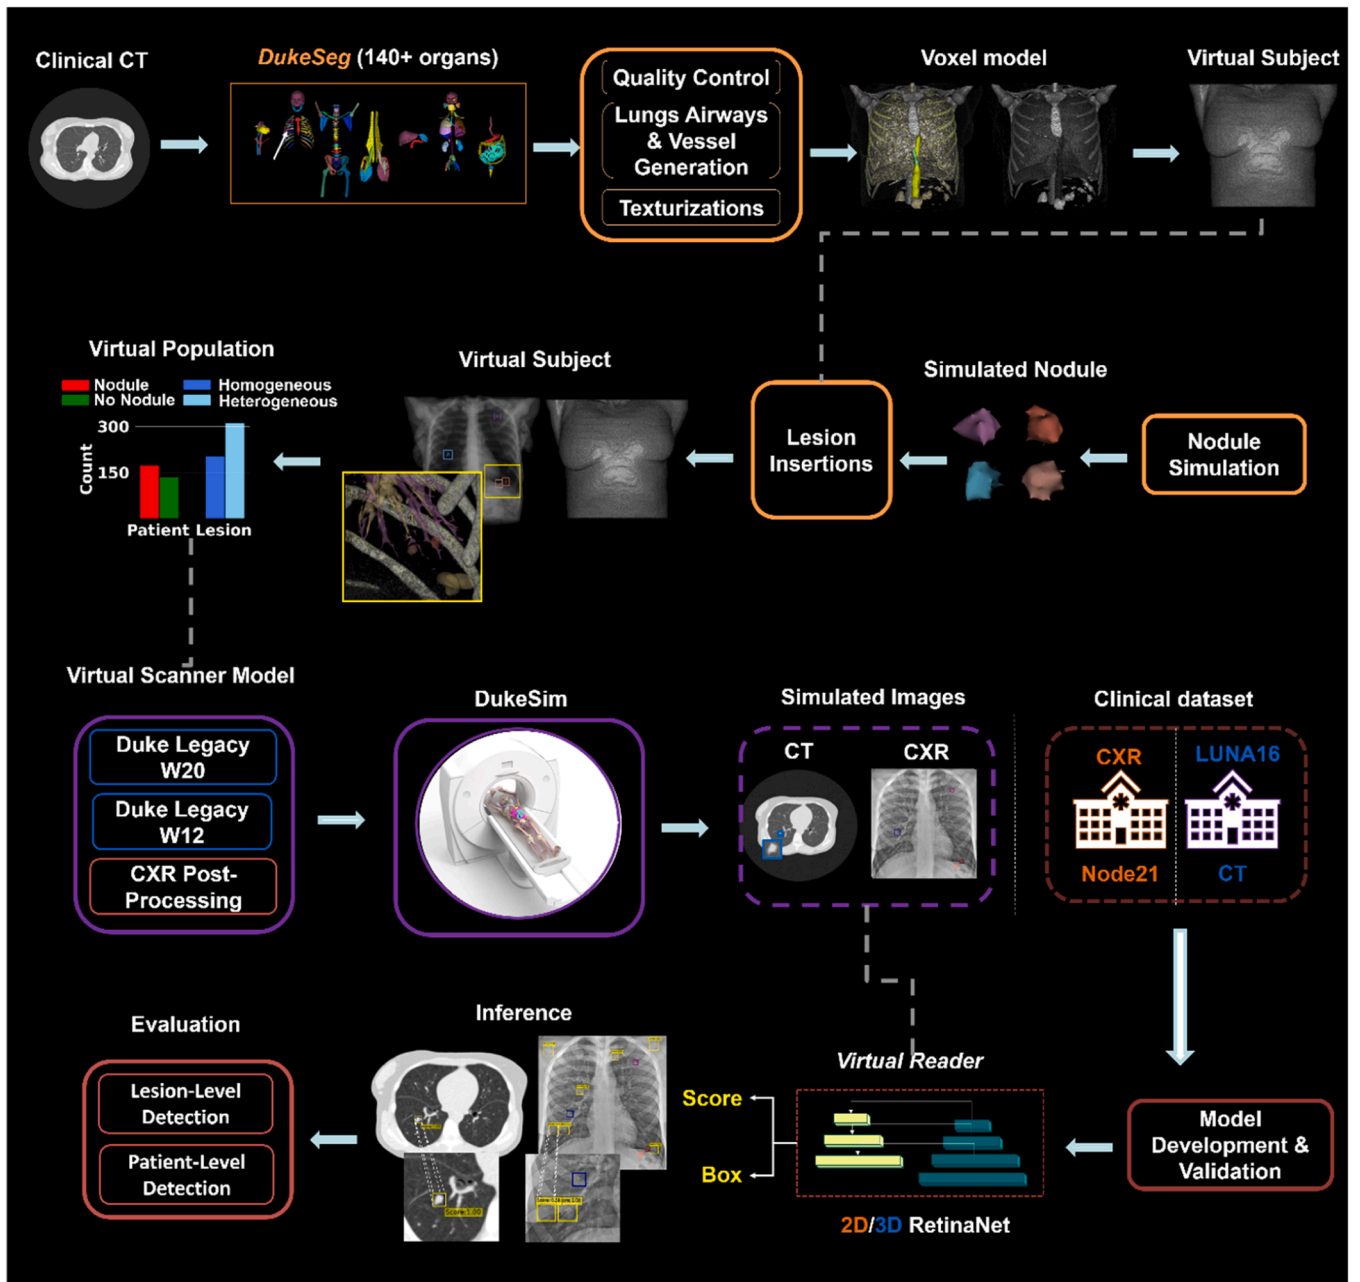 Clinical CT
DukeSeg (140+ organs)
Quality Control
Lungs Airways
& Vessel
Generation
Texturizations
Voxel model
Virtual Subject
Virtual Population
Nodule
Homogeneous
No Nodule
Heterogeneous
300
150
Count
Patient
Lesion
Virtual Subject
Lesion
Insertions
Simulated Nodule
Nodule
Simulation
Virtual Scanner Model
Duke Legacy
W20
Duke Legacy
W12
CXR Post-
Processing
DukeSim
Simulated Images
CT
CXR
Clinical dataset
CXR
LUNA16
Node21
CT
Evaluation
Lesion-Level
Detection
Patient-Level
Detection
Inference
Score:1.00
Score
Box
Virtual Reader
2D/3D RetinaNet
Model
Development &
Validation